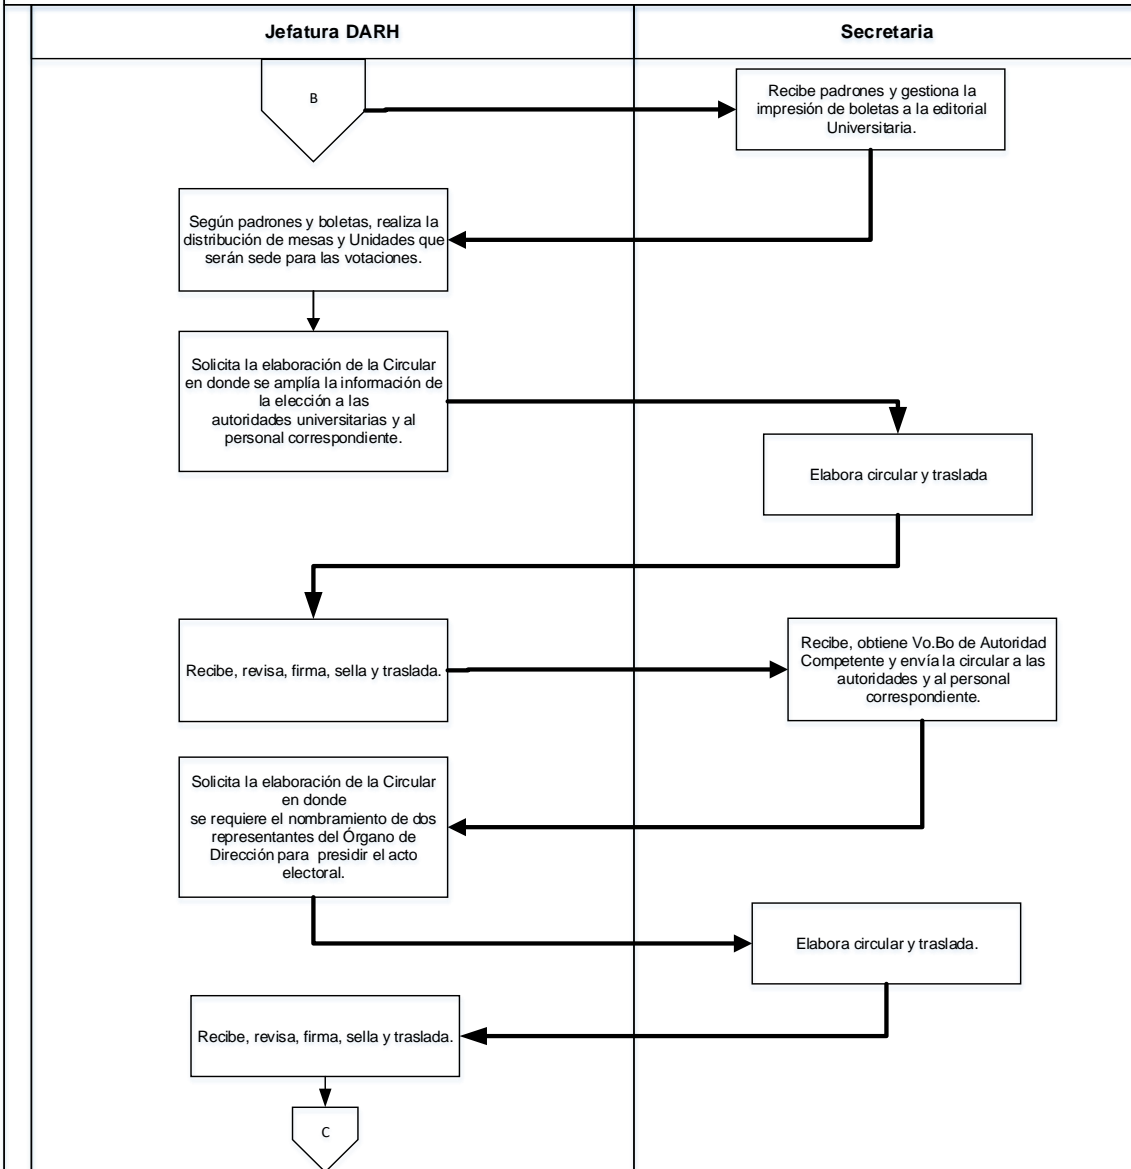 Jefatura DARH
Secretaria
B
Recibe padrones y gestiona la
impresión de boletas a la editorial
Universitaria.
Según padrones y boletas, realiza la
distribución de mesas y Unidades que
serán sede para las votaciones.
Solicita la elaboración de la Circular
en donde se amplía la información de
la elección a las
autoridades universitarias y al
personal correspondiente.
Elabora circular y traslada
Recibe, revisa, firma, sella y traslada.
Recibe, obtiene Vo.Bo de Autoridad
Competente y envía la circular a las
autoridades y al personal
correspondiente.
Solicita la elaboración de la Circular
en donde
se requiere el nombramiento de dos
representantes del Órgano de
Dirección para presidir el acto
electoral.
Elabora circular y traslada.
Recibe, revisa, firma, sella y traslada.
C